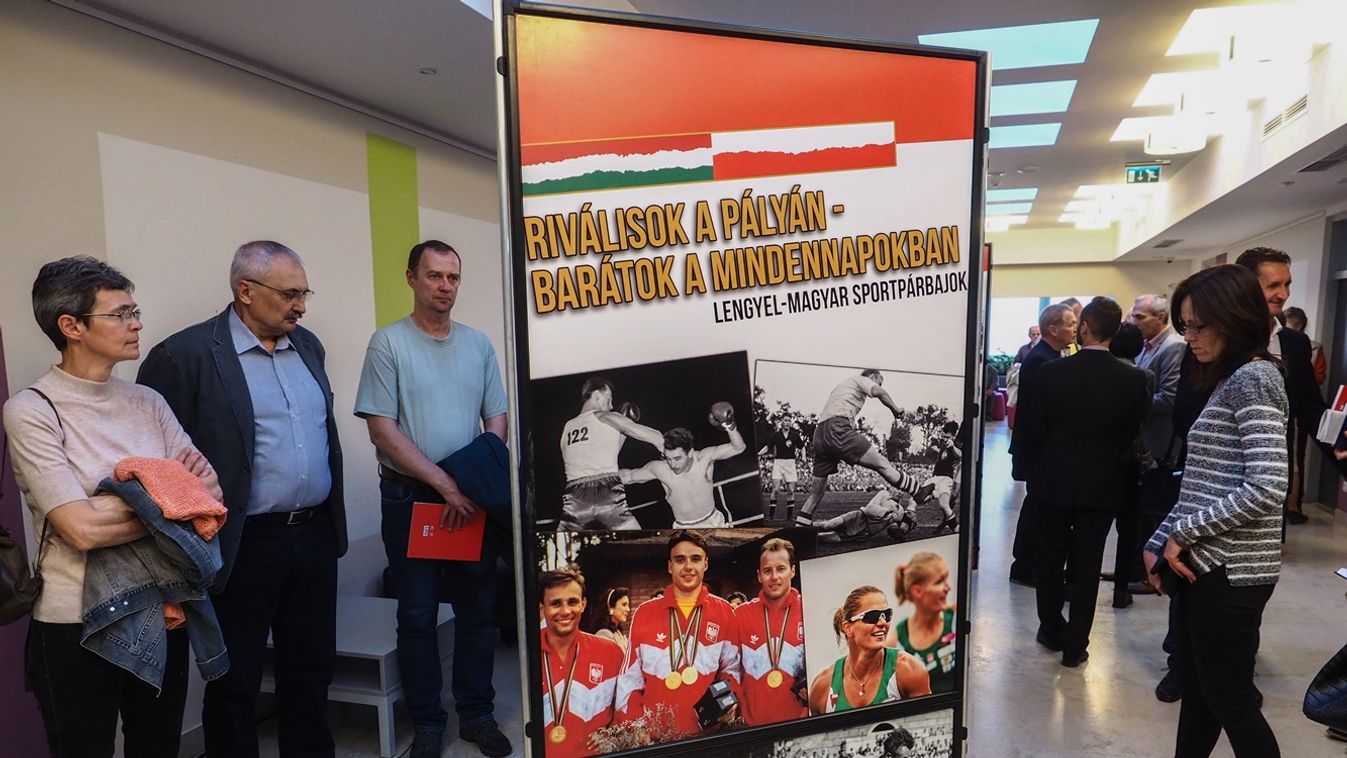 RIVÁLISOK A PÁLYÁN -
BARÁTOK A MINDENNAPOKBAN
LENGYEL-MAGYAR SPORTPÁRBAJOK
122